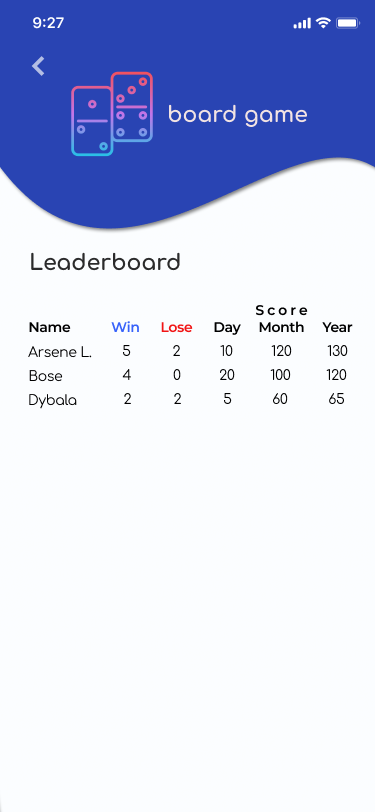 9:27
board game
Leaderboard
Score
Name Win Lose Day Month Year
Arsene L. 5 2 10 120 130
Bose 4 0 20 100 120
Dybala 2 2 5 60 65